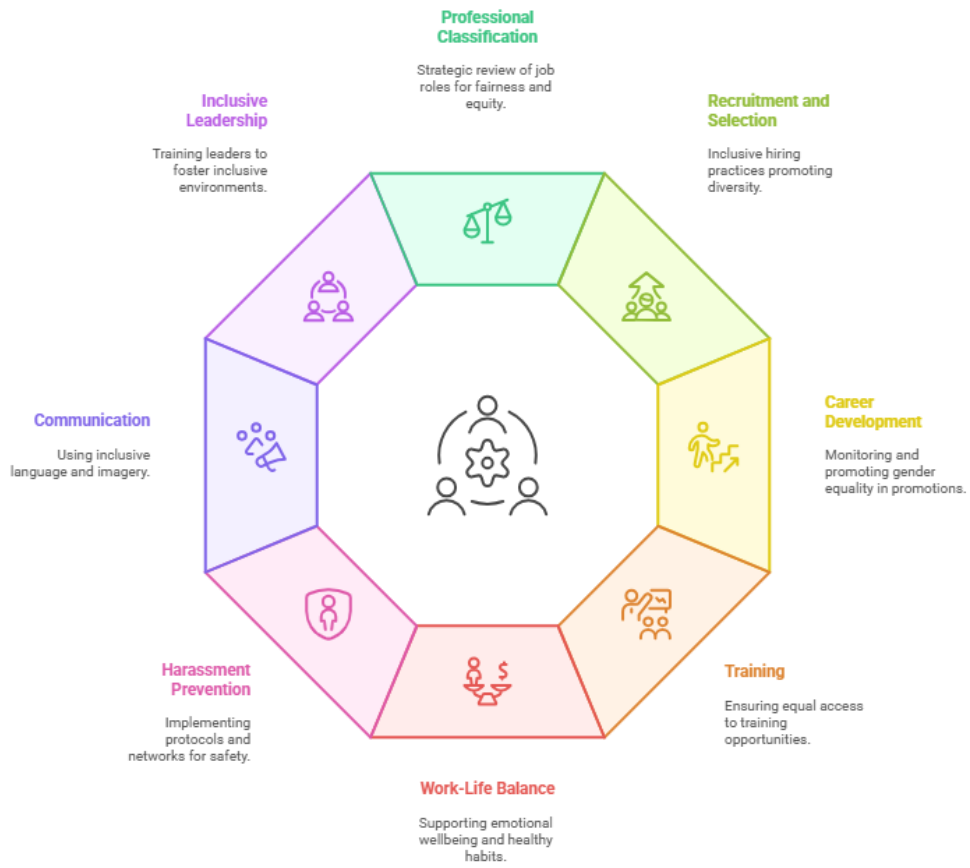 Professional
Classification
Strategic review of job
roles for fairness and
equity.
Recruitment and
Selection
Inclusive hiring
practices promoting
diversity.
Career
Development
Monitoring and
promoting gender
equality in promotions.
Training
Ensuring equal access
to training
opportunities.
Work-Life Balance
Supporting emotional
wellbeing and healthy
habits.
Harassment
Prevention
Implementing
protocols and
networks for safety.
Communication
Using inclusive
language and imagery.
Inclusive
Leadership
Training leaders to
foster inclusive
environments.
$